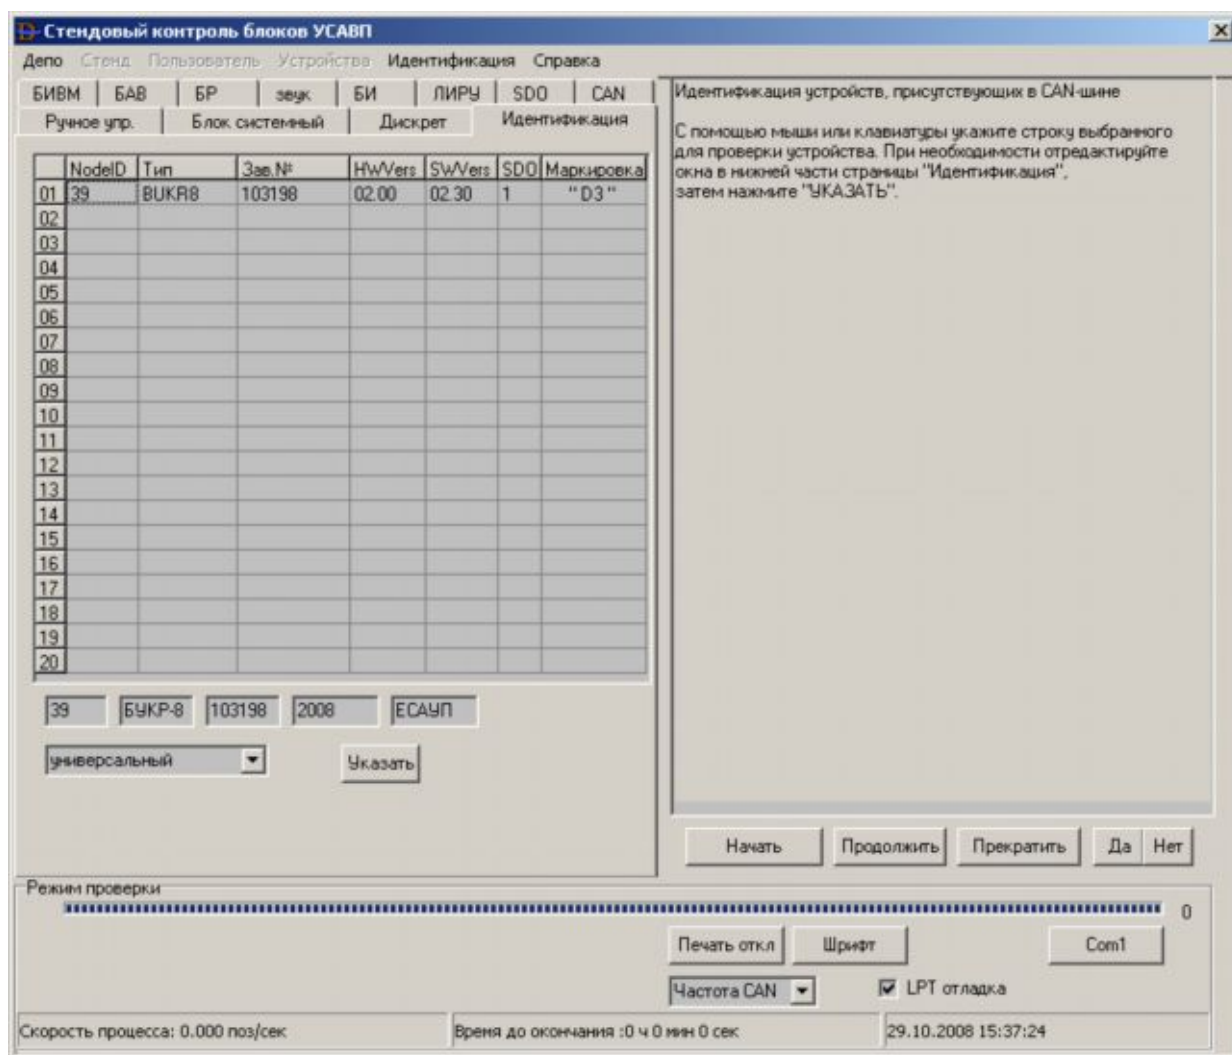 Стендовый контроль блоков УСАВП
Депо Стенд Пользователь Устройства Идентификация Справка
БИВМ БАВ БР звук БИ ЛИРУ SDO CAN
Ручное упр. Блок системный Дискрет Идентификация
NodeID Тип Зав.№ HWVers SWVers SDO Маркировка
01 39 BUKR8 103198 02.00 02.30 1 "D3"
02
03
04
05
06
07
08
09
10
11
12
13
14
15
16
17
18
19
20
39 БУКР-8 103198 2008 ЕСАУП
универсальный Указать
Идентификация устройств, присутствующих в CAN-шине
С помощью мыши или клавиатуры укажите строку выбранного
для проверки устройства. При необходимости отредактируйте
окна в нижней части страницы "Идентификация",
затем нажмите "УКАЗАТЬ".
Начать Продолжить Прекратить Да Нет
Режим проверки
0
Печать откл Шрифт Com1
Частота CAN LPT отладка
Скорость процесса: 0.000 поз/сек Время до окончания :0 ч 0 мин 0 сек 29.10.2008 15:37:24